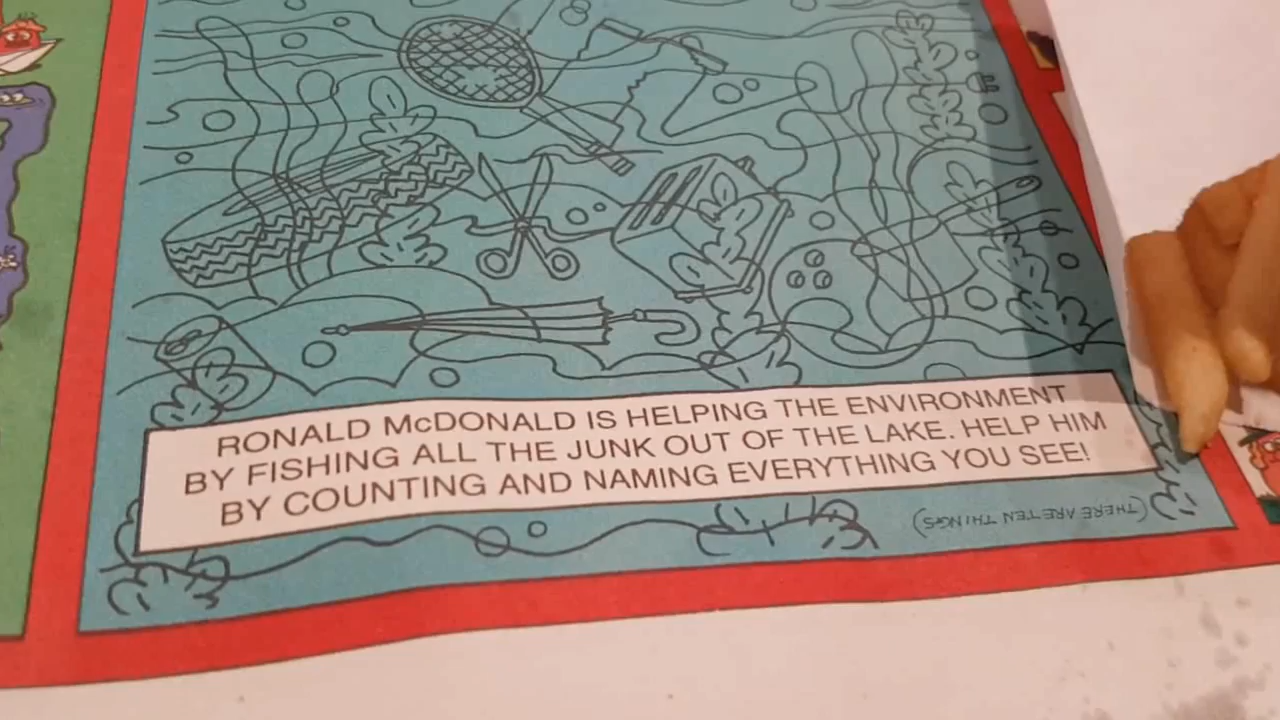 RONALD McDONALD IS HELPING THE ENVIRONMENT
BY FISHING ALL THE JUNK OUT OF THE LAKE. HELP HIM
BY COUNTING AND NAMING EVERYTHING YOU SEE!
(THERE ARE TEN THINGS)